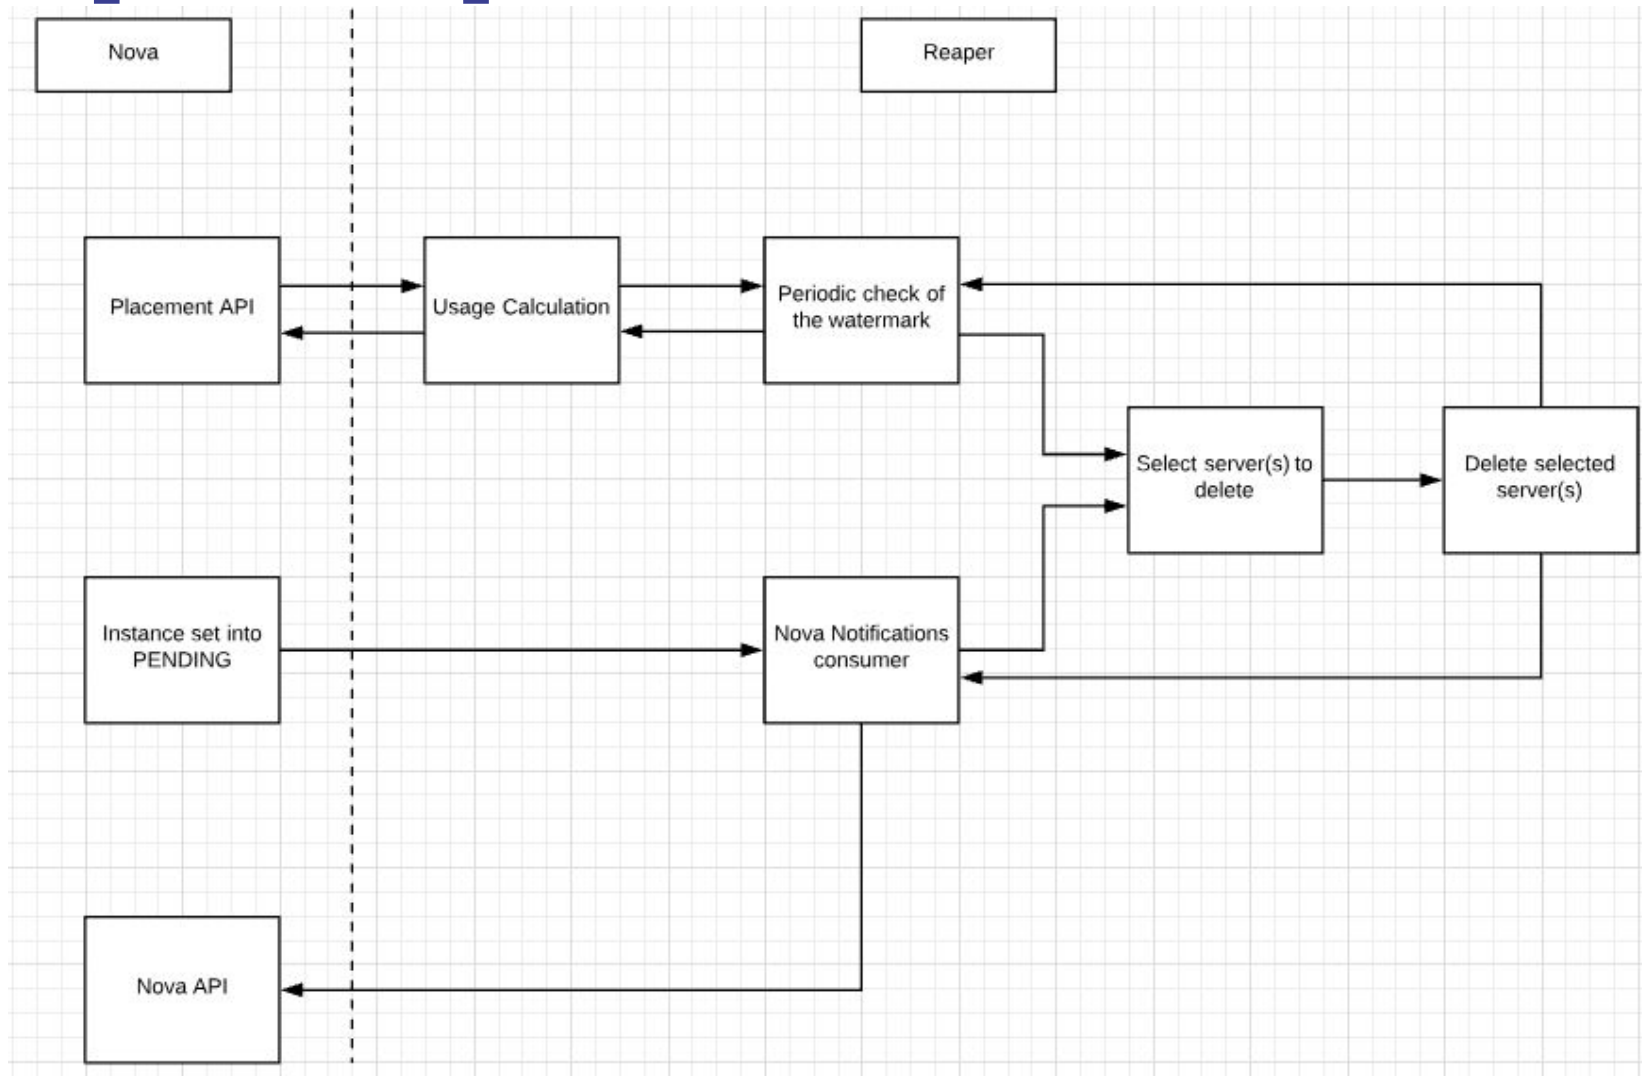 Nova
Reaper
Placement API
Usage Calculation
Periodic check of
the watermark
Select server(s) to
delete
Delete selected
server(s)
Instance set into
PENDING
Nova Notifications
consumer
Nova API